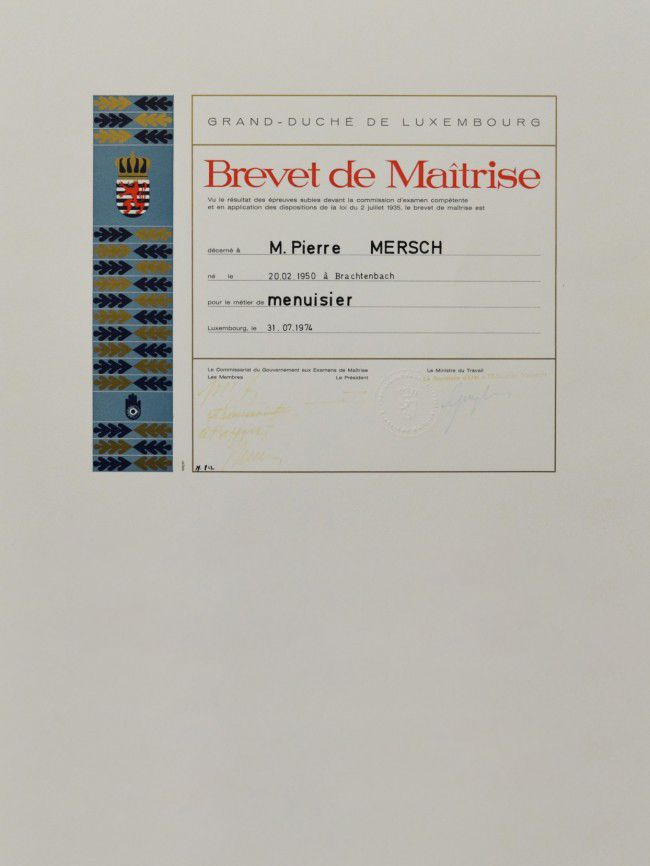 GRAND-DUCHÉ DE LUXEMBOURG
Brevet de Maîtrise
Vu le résultat des épreuves subies devant la commission d'examen compétente
et en application des dispositions de la loi du 2 juillet 1935, le brevet de maîtrise est
décerné à M. Pierre MERSCH
né le 20.02.1950 à Brachtenbach
pour le métier de menuisier
Luxembourg, le 31.07.1974
Le Commissariat du Gouvernement aux Examens de Maîtrise Le Ministre du Travail
Les Membres Le Président